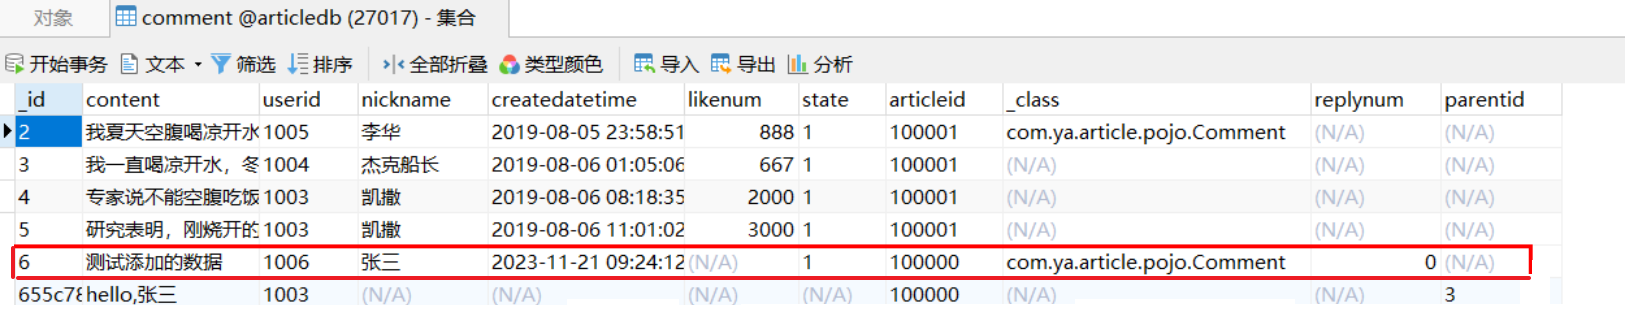 对象 comment @articledb (27017) - 集合
开始事务 文本 筛选 排序 全部折叠 类型颜色 导入 导出 分析
_id content userid nickname createdatetime likenum state articleid _class replynum parentid
2 我夏天空腹喝凉开水 1005 李华 2019-08-05 23:58:51 888 1 100001 com.ya.article.pojo.Comment (N/A) (N/A)
3 我一直喝凉开水，冬 1004 杰克船长 2019-08-06 01:05:06 667 1 100001 (N/A) (N/A) (N/A)
4 专家说不能空腹吃饭 1003 凯撒 2019-08-06 08:18:35 2000 1 100001 (N/A) (N/A) (N/A)
5 研究表明，刚烧开的 1003 凯撒 2019-08-06 11:01:02 3000 1 100001 (N/A) (N/A) (N/A)
6 测试添加的数据 1006 张三 2023-11-21 09:24:12 (N/A) 1 100000 com.ya.article.pojo.Comment 0 (N/A)
655c78 hello,张三 1003 (N/A) (N/A) (N/A) (N/A) 100000 (N/A) (N/A) 3